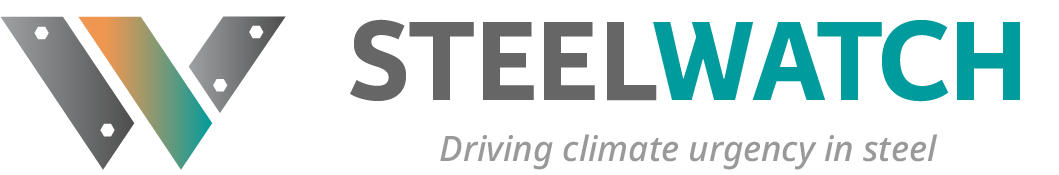 STEELWATCH
Driving climate urgency in steel